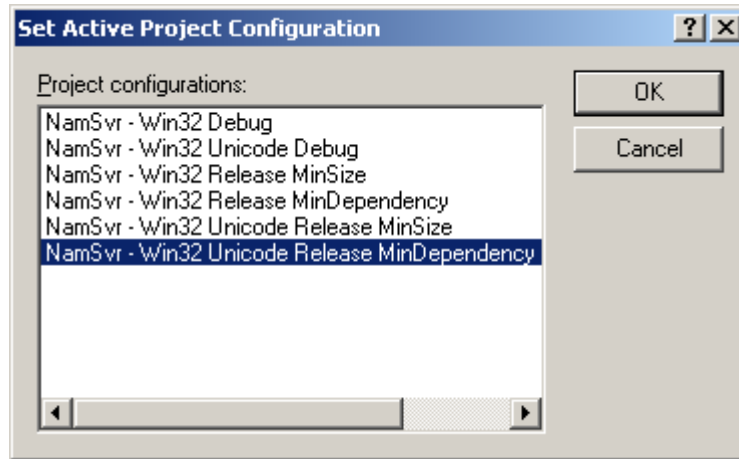 Set Active Project Configuration
Project configurations:
NamSvr - Win32 Debug
NamSvr - Win32 Unicode Debug
NamSvr - Win32 Release MinSize
NamSvr - Win32 Release MinDependency
NamSvr - Win32 Unicode Release MinSize
NamSvr - Win32 Unicode Release MinDependency
OK
Cancel